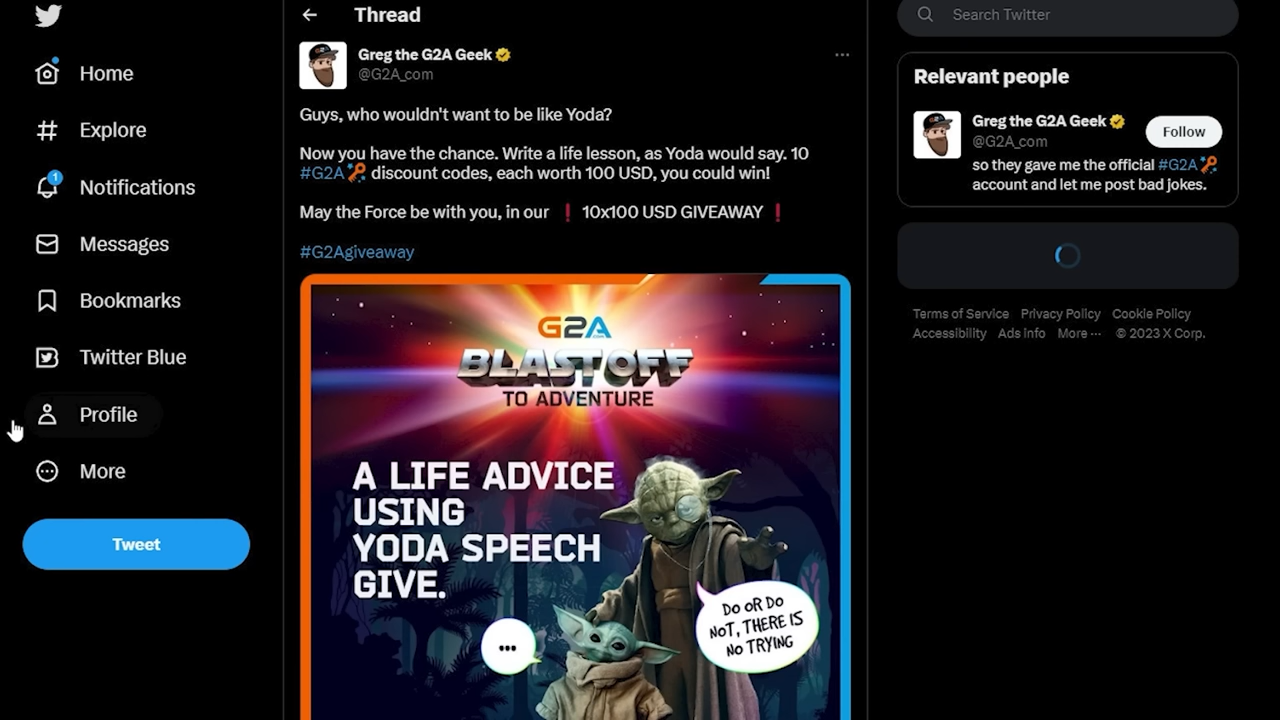 Home
Explore
1
Notifications
Messages
Bookmarks
Twitter Blue
Profile
More
Tweet
Thread
Greg the G2A Geek
@G2A_com
Guys, who wouldn't want to be like Yoda?
Now you have the chance. Write a life lesson, as Yoda would say. 10
#G2A discount codes, each worth 100 USD, you could win!
May the Force be with you, in our ❗ 10x100 USD GIVEAWAY ❗
#G2Agiveaway
G2A
.COM
BLAST OFF
TO ADVENTURE
A LIFE ADVICE
USING
YODA SPEECH
GIVE.
...
DO OR DO
NOT, THERE IS
NO TRYING
Search Twitter
Relevant people
Greg the G2A Geek
@G2A_com
Follow
so they gave me the official #G2A
account and let me post bad jokes.
Terms of Service Privacy Policy Cookie Policy
Accessibility Ads info More ··· © 2023 X Corp.